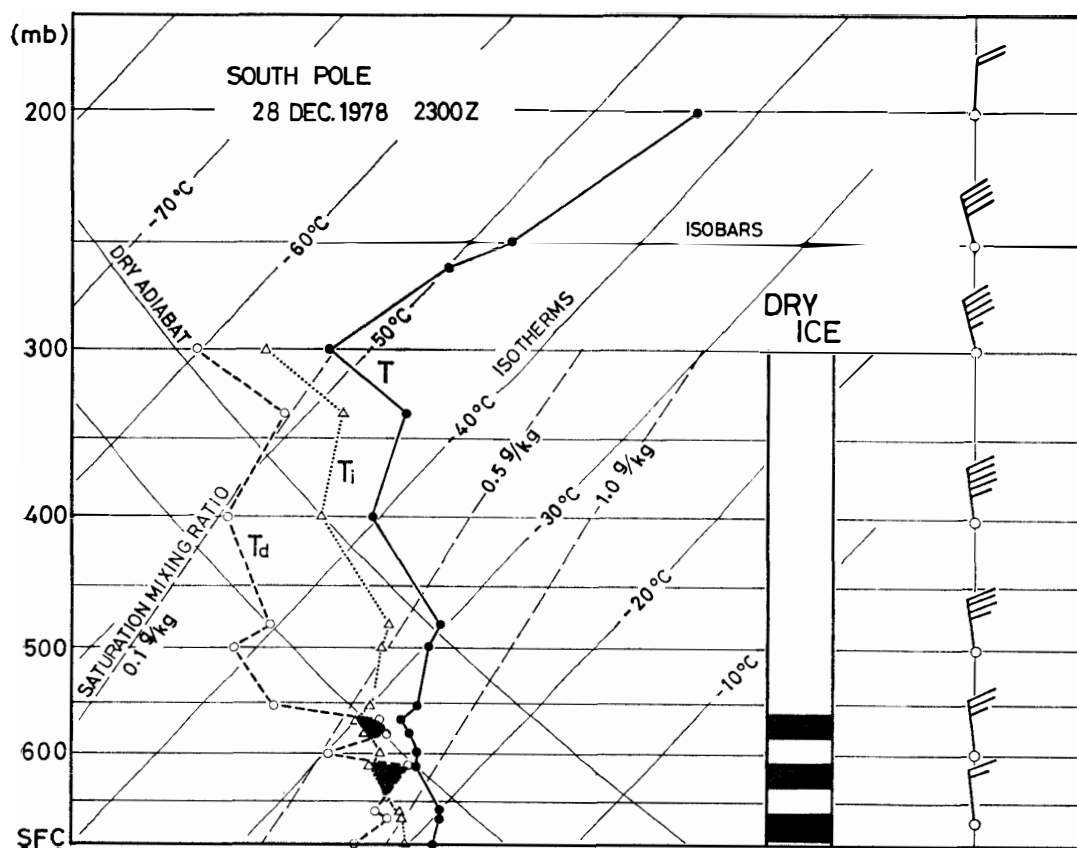 (mb)
SOUTH POLE
28 DEC. 1978 2300Z
200
-70°C
-60°C
ISOBARS
DRY ADIABAT
-50°C
ISOTHERMS
DRY
ICE
300
T
-40°C
0.5 g/kg
1.0 g/kg
Ti
-30°C
400
Td
SATURATION MIXING RATIO
0.1 g/kg
-20°C
500
-10°C
600
SFC